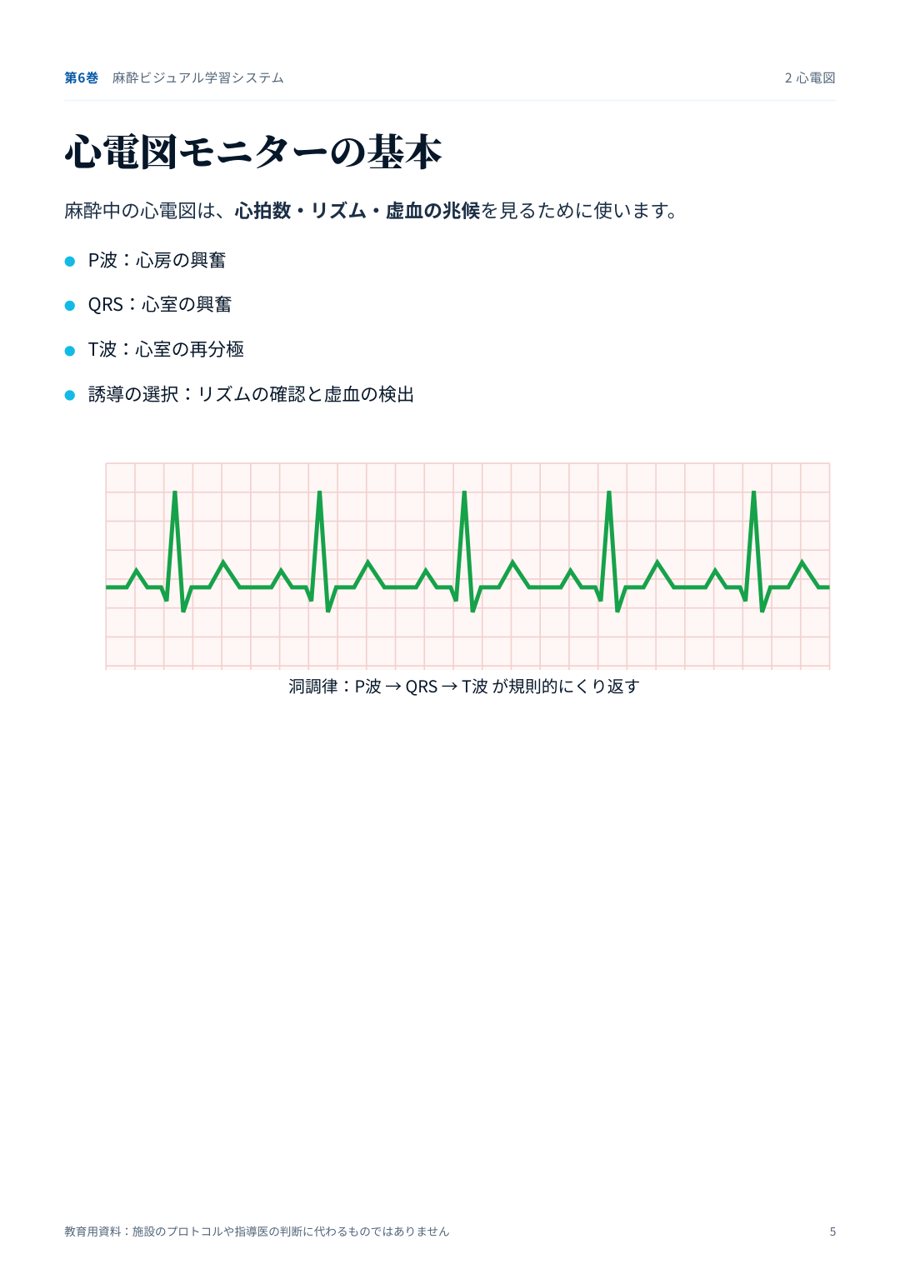 第6巻 麻酔ビジュアル学習システム
2 心電図
心電図モニターの基本
麻酔中の心電図は、心拍数・リズム・虚血の兆候を見るために使います。
P波：心房の興奮
QRS：心室の興奮
T波：心室の再分極
誘導の選択：リズムの確認と虚血の検出
洞調律：P波 → QRS → T波 が規則的にくり返す
教育用資料：施設のプロトコルや指導医の判断に代わるものではありません
5